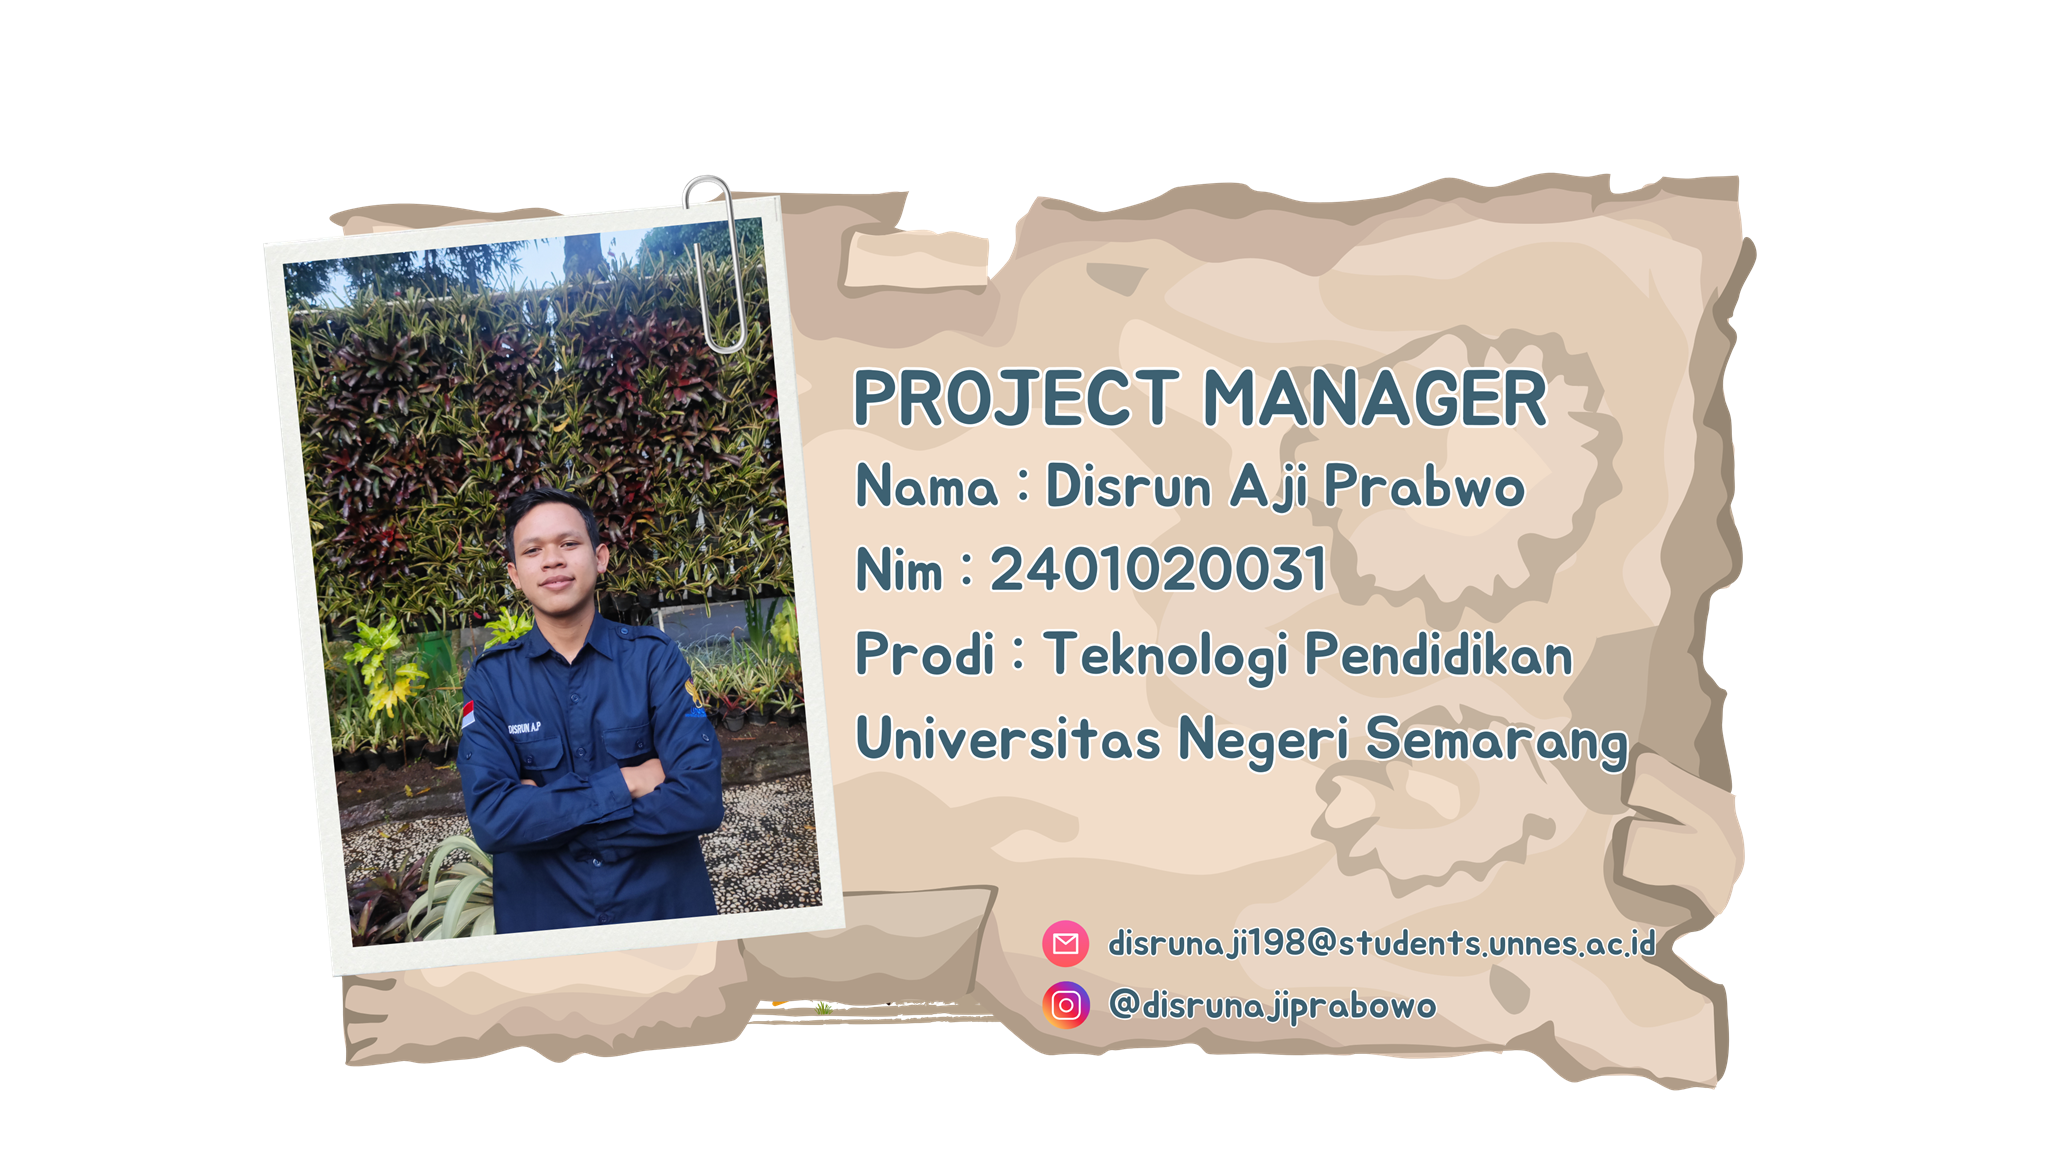 PROJECT MANAGER
Nama : Disrun Aji Prabwo
Nim : 2401020031
Prodi : Teknologi Pendidikan
Universitas Negeri Semarang
DISRUN A.P
disrunaji198@students.unnes.ac.id
@disrunajiprabowo